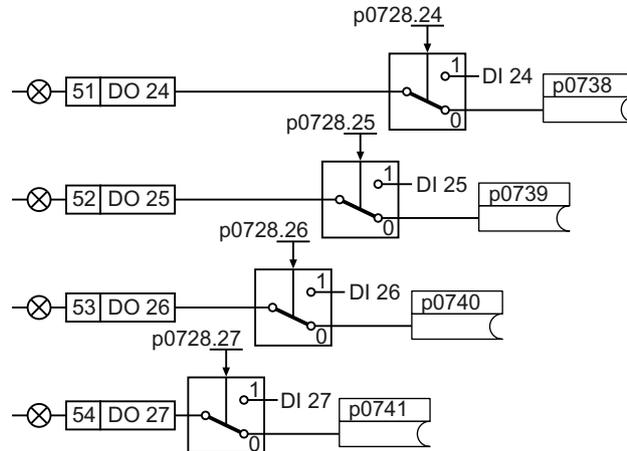 p0728.24
1
51 DO 24 DI 24 p0738
0
p0728.25
1
52 DO 25 DI 25 p0739
0
p0728.26
1
53 DO 26 DI 26 p0740
0
p0728.27
1
54 DO 27 DI 27 p0741
0